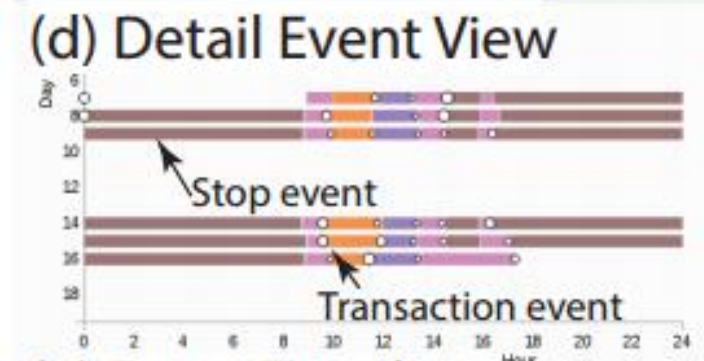 (d) Detail Event View
Day
6
8
10
12
Stop event
14
16
18
Transaction event
0 2 4 6 8 10 12 14 16 18 20 22 24
Hour